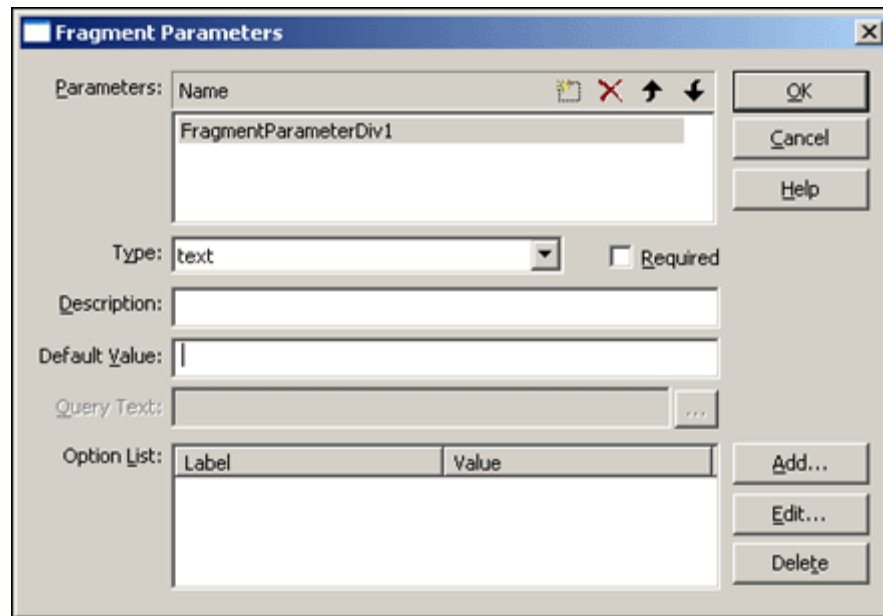 Fragment Parameters
Parameters: Name OK
FragmentParameterDiv1
Cancel
Help
Type: text Required
Description:
Default Value:
Query Text: ...
Option List: Label Value Add...
Edit...
Delete